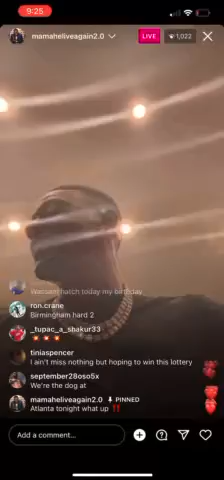 9:25
mamaheliveagain2.0
LIVE
1,022
hatch today my birthday
ron.crane
Birmingham hard 2
_tupac_a_shakur33
tiniaspencer
I ain't miss nothing but hoping to win this lottery
september28oso5x
We're the dog at
mamaheliveagain2.0 PINNED
Atlanta tonight what up
Add a comment...